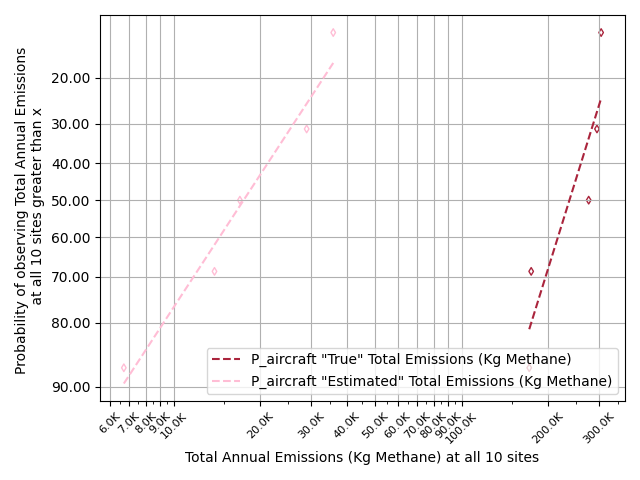 Probability of observing Total Annual Emissions
at all 10 sites greater than x
20.00
30.00
40.00
50.00
60.00
70.00
80.00
90.00
P_aircraft "True" Total Emissions (Kg Methane)
P_aircraft "Estimated" Total Emissions (Kg Methane)
6.0K
7.0K
8.0K
9.0K
10.0K
20.0K
30.0K
40.0K
50.0K
60.0K
70.0K
80.0K
90.0K
100.0K
200.0K
300.0K
Total Annual Emissions (Kg Methane) at all 10 sites